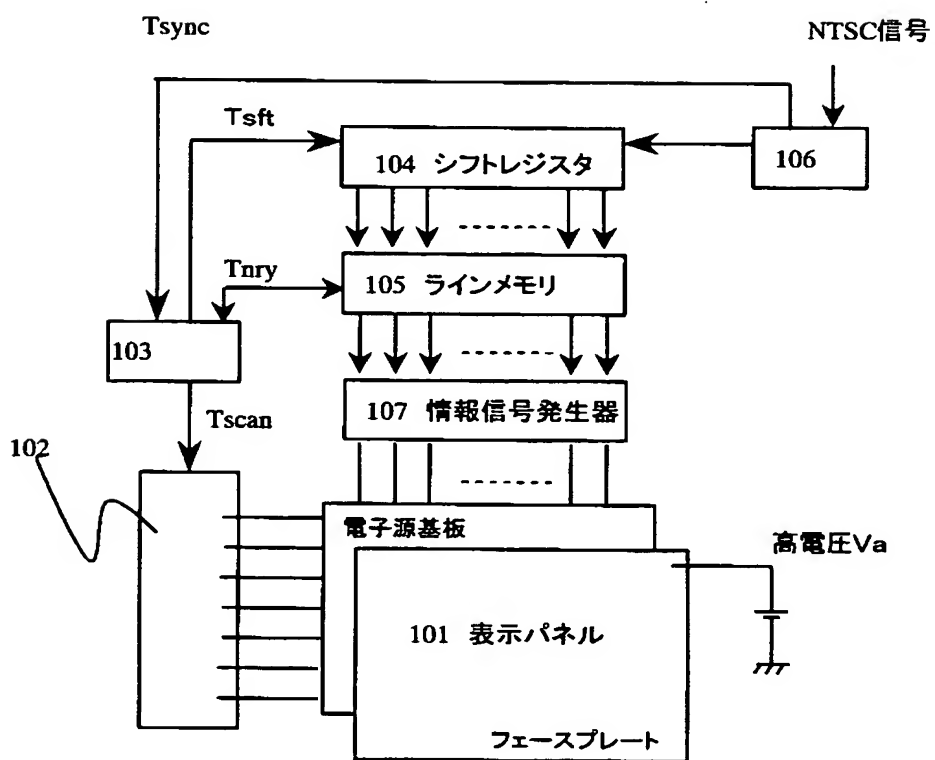 Tsync
NTSC信号
Tsft
104 シフトレジスタ
106
Tnry
105 ラインメモリ
103
107 情報信号発生器
Tscan
102
電子源基板
高電圧Va
101 表示パネル
フェースプレート